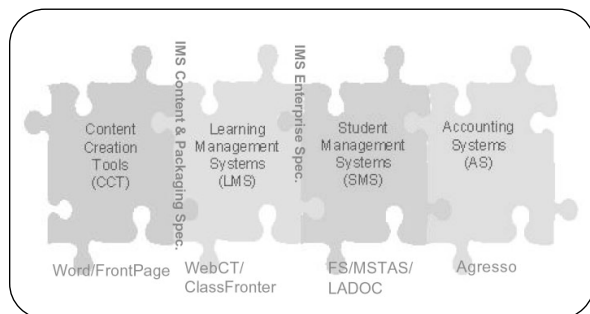 Content
Creation
Tools
(CCT)
IMS Content & Packaging Spec.
Learning
Management
Systems
(LMS)
IMS Enterprise Spec.
Student
Management
Systems
(SMS)
Accounting
Systems
(AS)
Word/FrontPage
WebCT/
ClassFronter
FS/MSTAS/
LADOC
Agresso